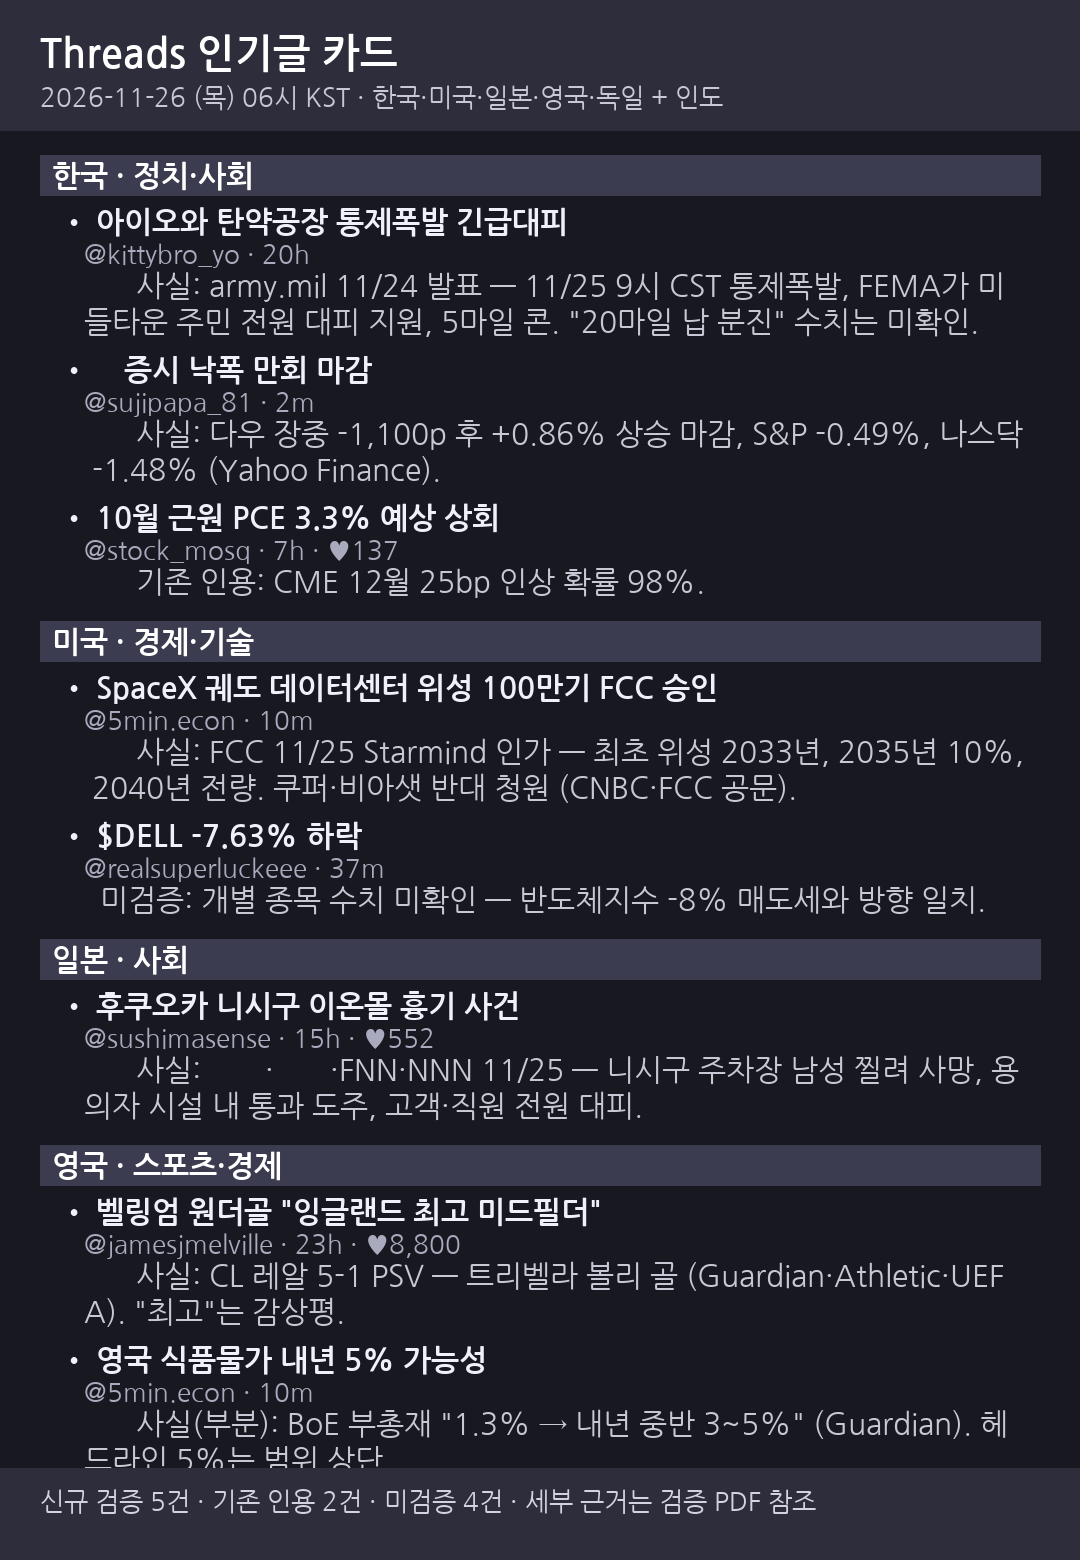 Threads 인기글 카드
2026-11-26 (목) 06시 KST · 한국·미국·일본·영국·독일 + 인도
한국 · 정치·사회
• 아이오와 탄약공장 통제폭발 긴급대피
@kittybro_yo · 20h
사실: army.mil 11/24 발표 — 11/25 9시 CST 통제폭발, FEMA가 미
들타운 주민 전원 대피 지원, 5마일 콘. "20마일 납 분진" 수치는 미확인.
• 증시 낙폭 만회 마감
@sujipapa_81 · 2m
사실: 다우 장중 -1,100p 후 +0.86% 상승 마감, S&P -0.49%, 나스닥
-1.48% (Yahoo Finance).
• 10월 근원 PCE 3.3% 예상 상회
@stock_mosq · 7h · ♥137
기존 인용: CME 12월 25bp 인상 확률 98%.
미국 · 경제·기술
• SpaceX 궤도 데이터센터 위성 100만기 FCC 승인
@5min.econ · 10m
사실: FCC 11/25 Starmind 인가 — 최초 위성 2033년, 2035년 10%,
2040년 전량. 쿠퍼·비아샛 반대 청원 (CNBC·FCC 공문).
• $DELL -7.63% 하락
@realsuperluckeee · 37m
미검증: 개별 종목 수치 미확인 — 반도체지수 -8% 매도세와 방향 일치.
일본 · 사회
• 후쿠오카 니시구 이온몰 흉기 사건
@sushimasense · 15h · ♥552
사실: · ·FNN·NNN 11/25 — 니시구 주차장 남성 찔려 사망, 용
의자 시설 내 통과 도주, 고객·직원 전원 대피.
영국 · 스포츠·경제
• 벨링엄 원더골 "잉글랜드 최고 미드필더"
@jamesjmelville · 23h · ♥8,800
사실: CL 레알 5-1 PSV — 트리벨라 볼리 골 (Guardian·Athletic·UEF
A). "최고"는 감상평.
• 영국 식품물가 내년 5% 가능성
@5min.econ · 10m
사실(부분): BoE 부총재 "1.3% → 내년 중반 3~5%" (Guardian). 헤
드라인 5%는 범위 상단
신규 검증 5건 · 기존 인용 2건 · 미검증 4건 · 세부 근거는 검증 PDF 참조